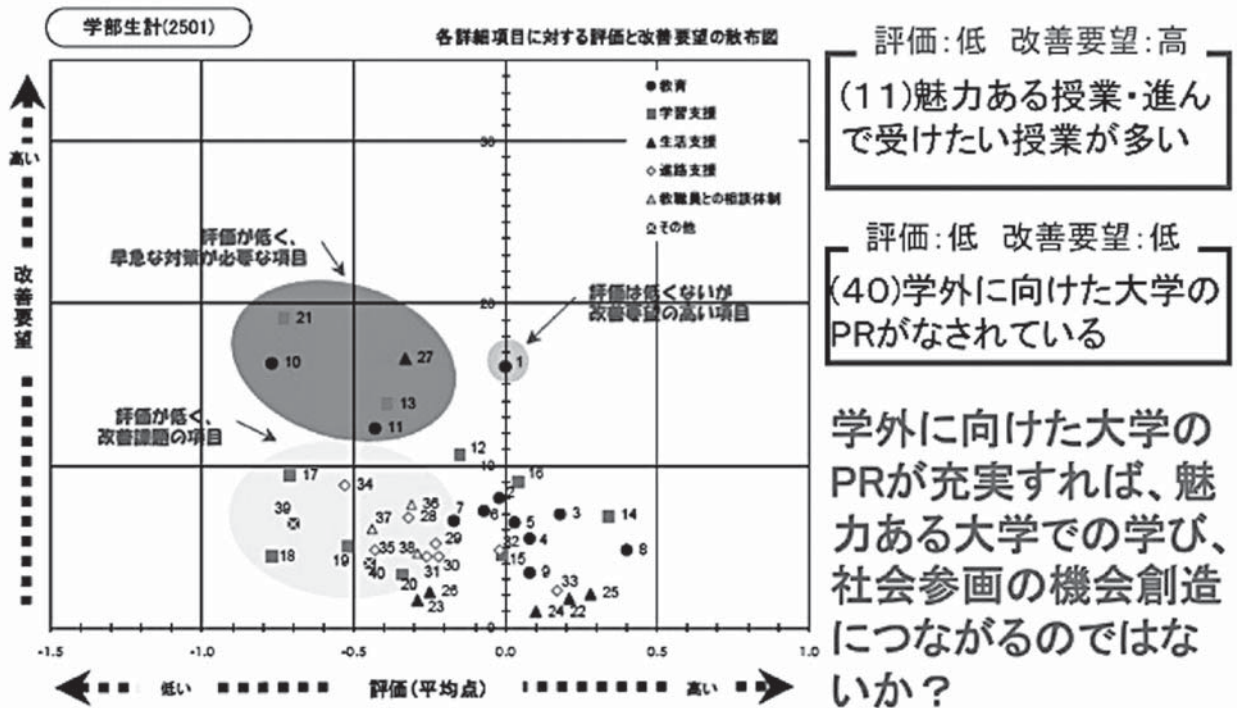 学部生計(2501)
各詳細項目に対する評価と改善要望の散布図
●教育
■学習支援
▲生活支援
◇進路支援
△教職員との相談体制
その他
高い
改善要望
30
20
10
0
評価が低く、
早急な対策が必要な項目
評価は低くないが
改善要望の高い項目
評価が低く、
改善課題の項目
21
10
27
1
13
11
12
17
34
16
39
37
36
28
7
6
2
5
3
14
18
19
35
40
38
29
31
30
32
15
4
8
9
20
26
23
33
25
24
22
-1.5
-1.0
-0.5
0.0
0.5
1.0
低い
評価(平均点)
高い
評価:低 改善要望:高
(11)魅力ある授業・進ん
で受けたい授業が多い
評価:低 改善要望:低
(40)学外に向けた大学の
PRがなされている
学外に向けた大学の
PRが充実すれば、魅
力ある大学での学び、
社会参画の機会創造
につながるのではな
いか?